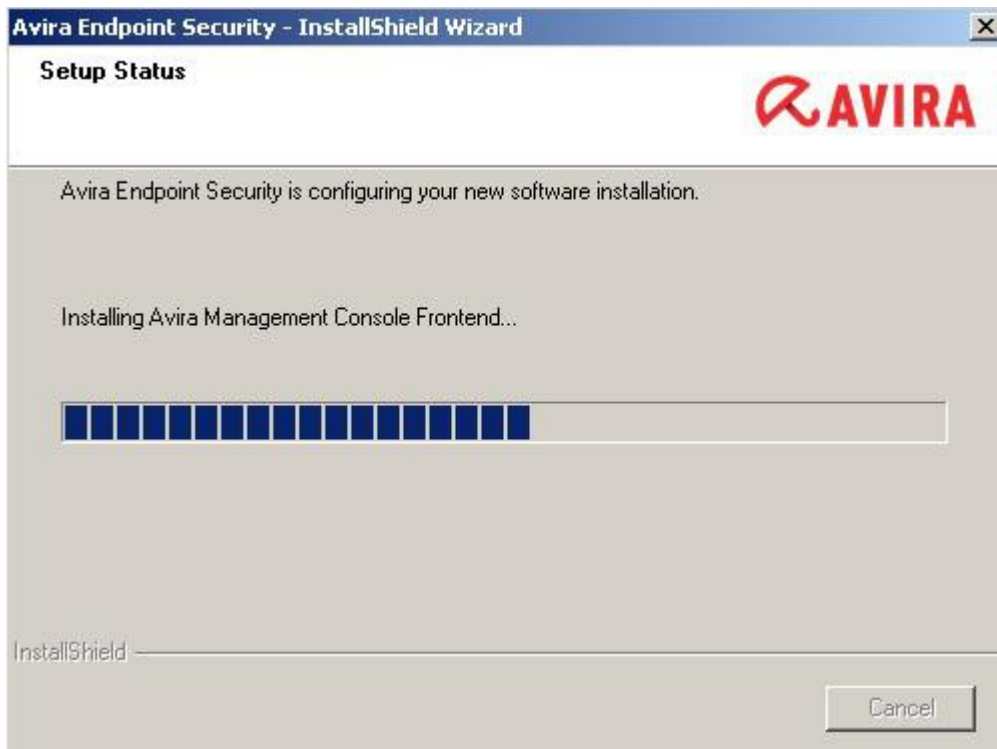 Avira Endpoint Security - InstallShield Wizard
Setup Status
AVIRA
Avira Endpoint Security is configuring your new software installation.
Installing Avira Management Console Frontend...
InstallShield
Cancel